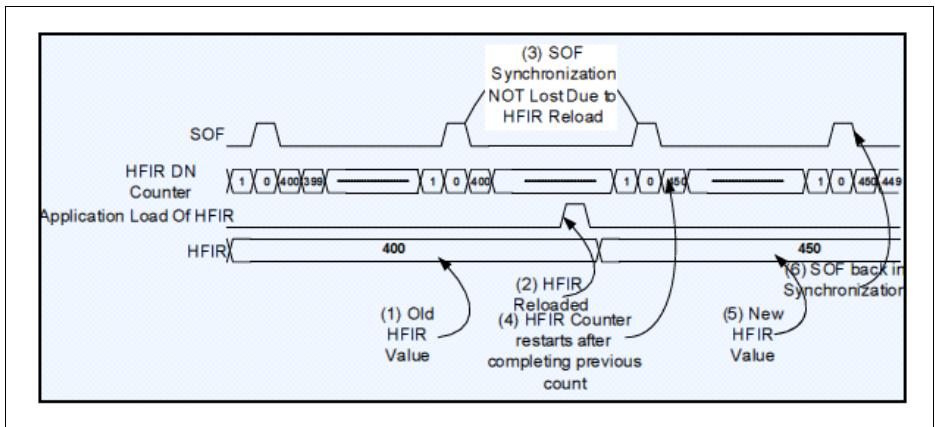 (3) SOF
Synchronization
NOT Lost Due to
HFIR Reload
SOF
HFIR DN
Counter
1 0 400 399 1 0 400 1 0 450 1 0 450 449
Application Load Of HFIR
HFIR 400 450
(1) Old
HFIR
Value
(2) HFIR
Reloaded
(4) HFIR Counter
restarts after
completing previous
count
(5) New
HFIR
Value
(6) SOF back in
Synchronization